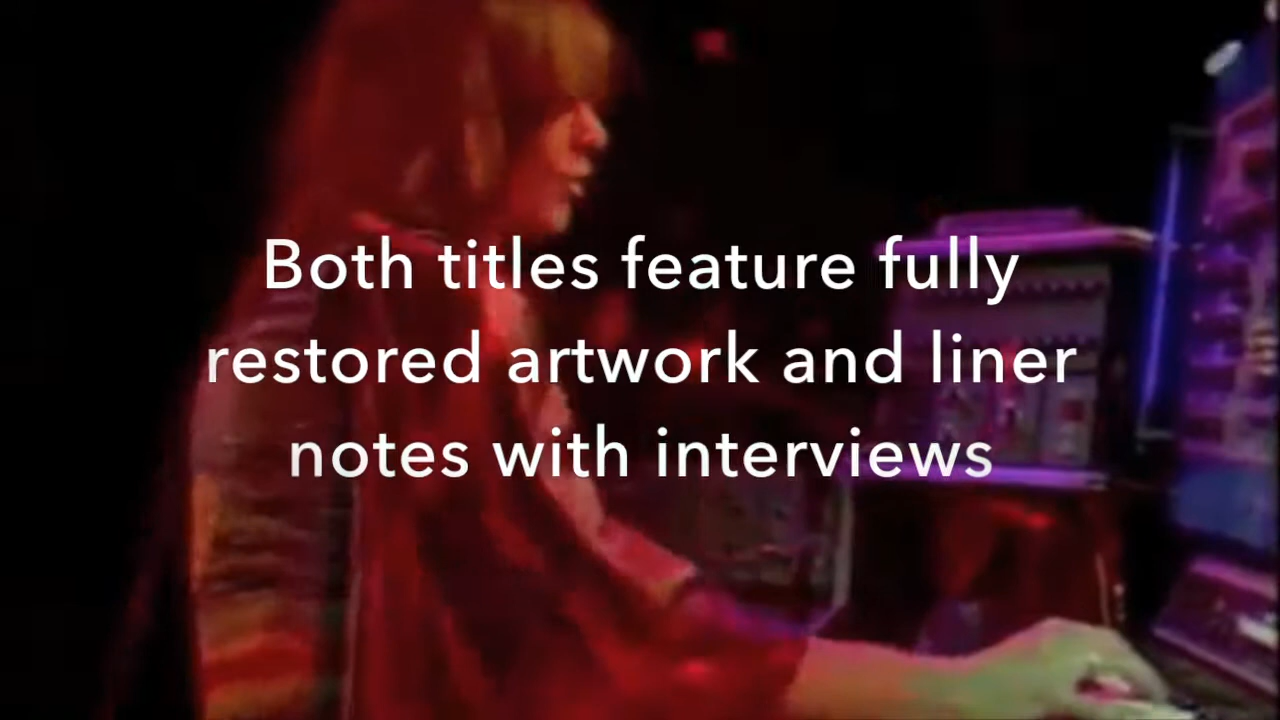 Both titles feature fully
restored artwork and liner
notes with interviews